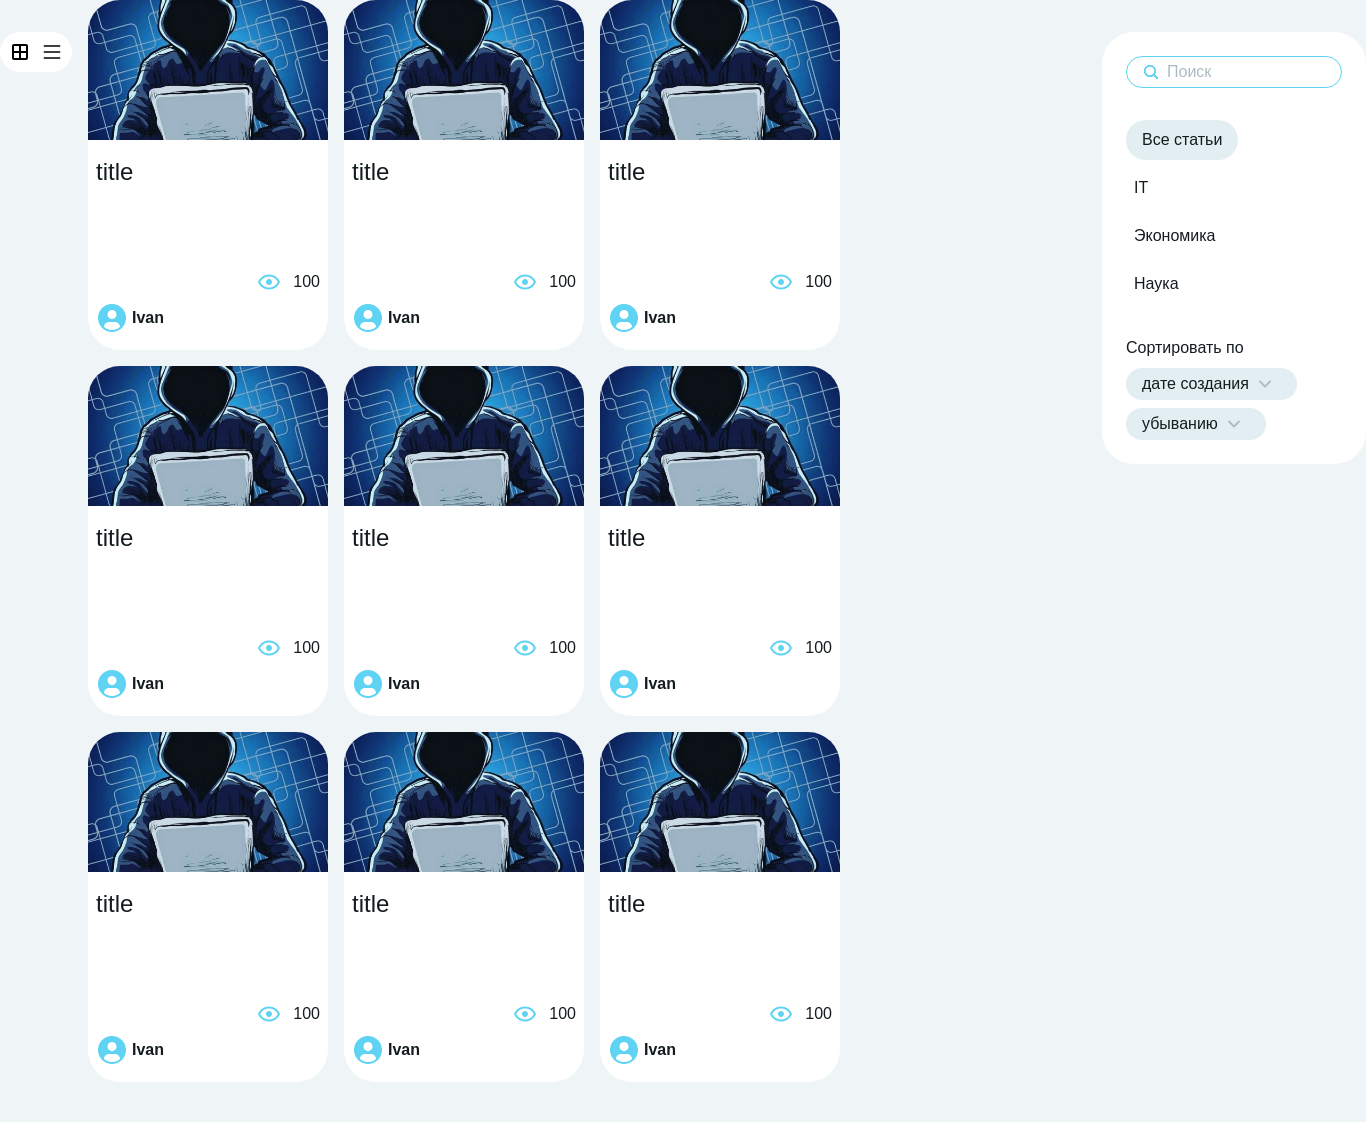 title
title
title
100
100
100
Ivan
Ivan
Ivan
title
title
title
100
100
100
Ivan
Ivan
Ivan
title
title
title
100
100
100
Ivan
Ivan
Ivan
Поиск
Все статьи
IT
Экономика
Наука
Сортировать по
дате создания
убыванию